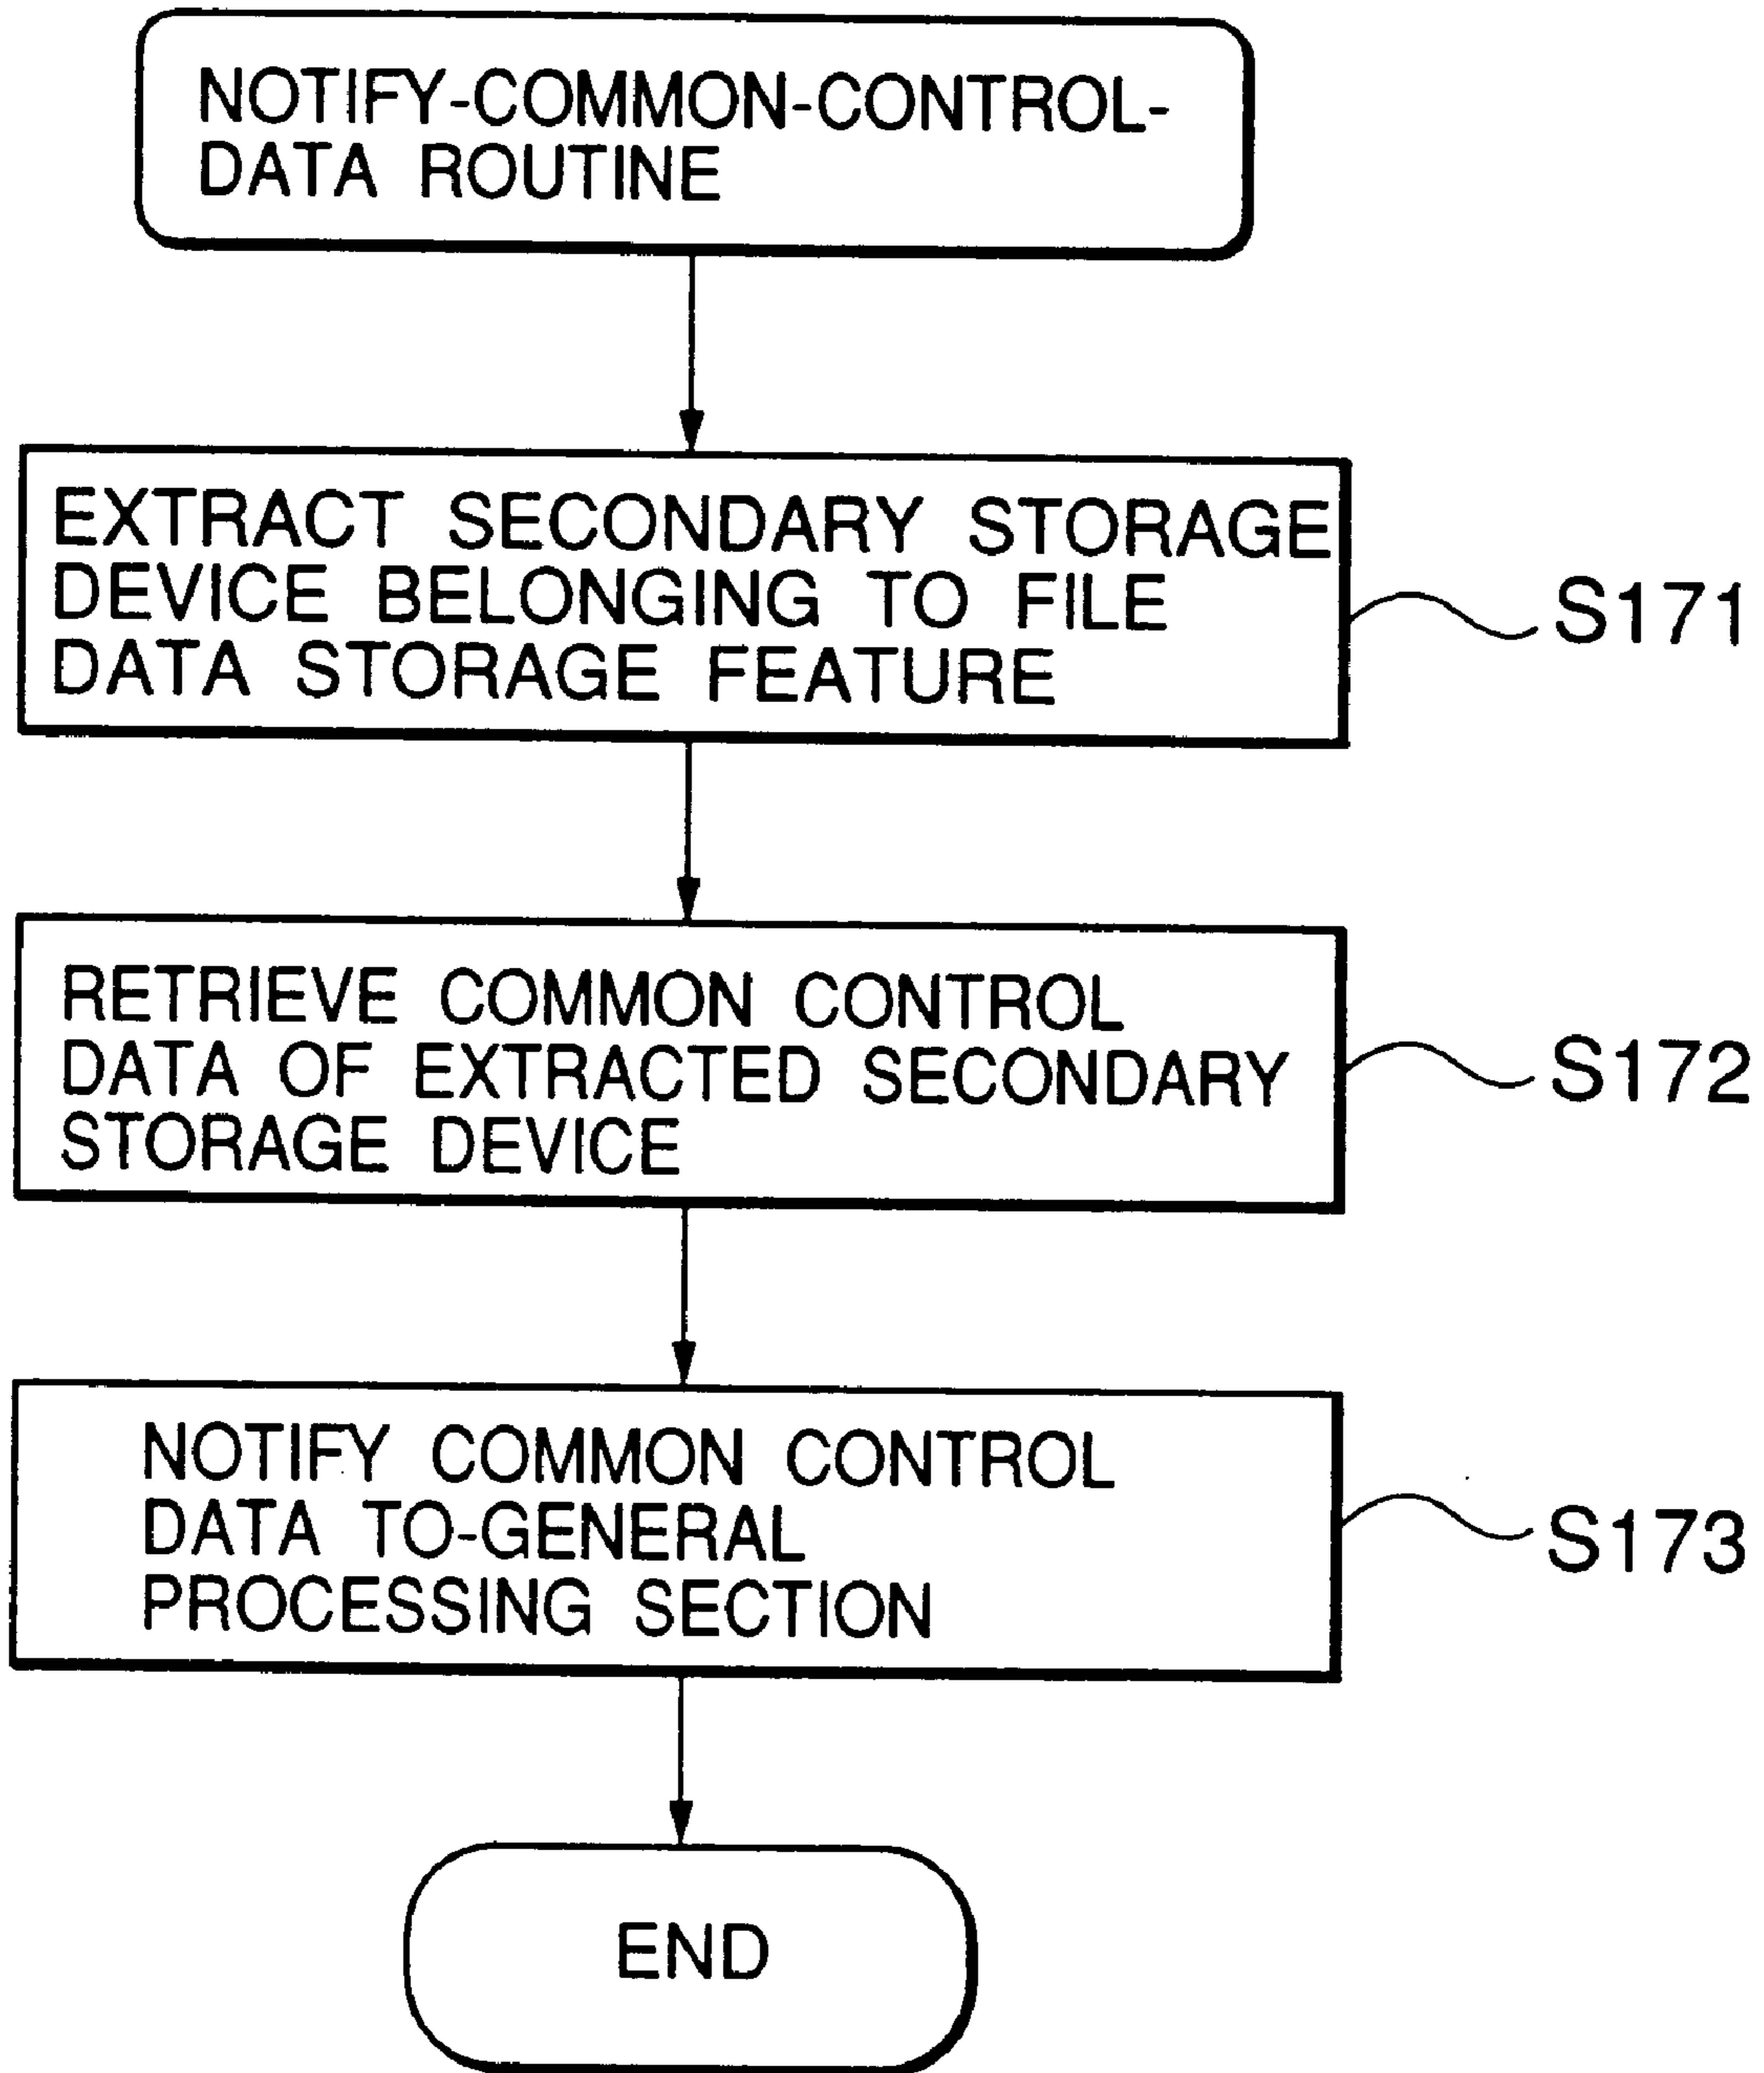 NOTIFY-COMMON-CONTROL-
DATA ROUTINE
EXTRACT SECONDARY STORAGE
DEVICE BELONGING TO FILE
DATA STORAGE FEATURE
S171
RETRIEVE COMMON CONTROL
DATA OF EXTRACTED SECONDARY
STORAGE DEVICE
S172
NOTIFY COMMON CONTROL
DATA TO-GENERAL
PROCESSING SECTION
S173
END